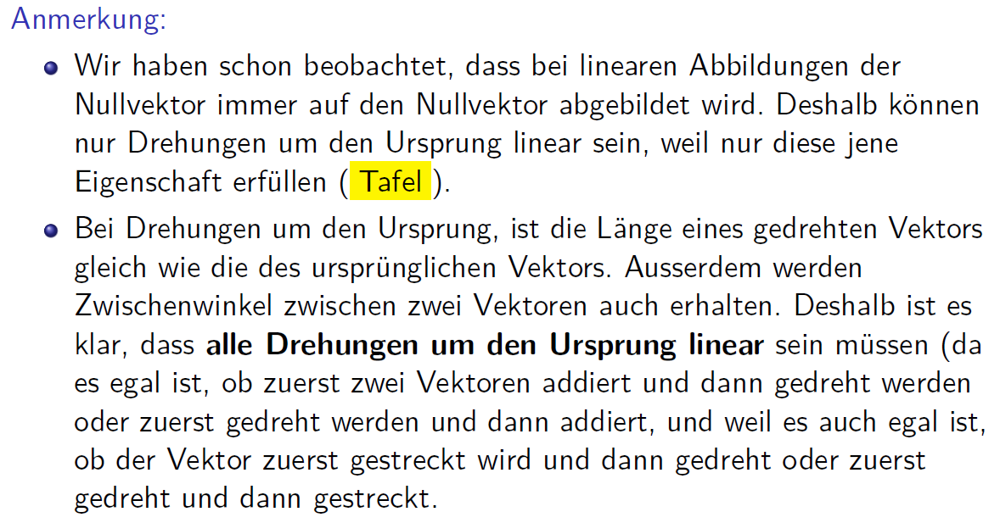 Anmerkung:
Wir haben schon beobachtet, dass bei linearen Abbildungen der
Nullvektor immer auf den Nullvektor abgebildet wird. Deshalb können
nur Drehungen um den Ursprung linear sein, weil nur diese jene
Eigenschaft erfüllen ( Tafel ).
Bei Drehungen um den Ursprung, ist die Länge eines gedrehten Vektors
gleich wie die des ursprünglichen Vektors. Ausserdem werden
Zwischenwinkel zwischen zwei Vektoren auch erhalten. Deshalb ist es
klar, dass alle Drehungen um den Ursprung linear sein müssen (da
es egal ist, ob zuerst zwei Vektoren addiert und dann gedreht werden
oder zuerst gedreht werden und dann addiert, und weil es auch egal ist,
ob der Vektor zuerst gestreckt wird und dann gedreht oder zuerst
gedreht und dann gestreckt.